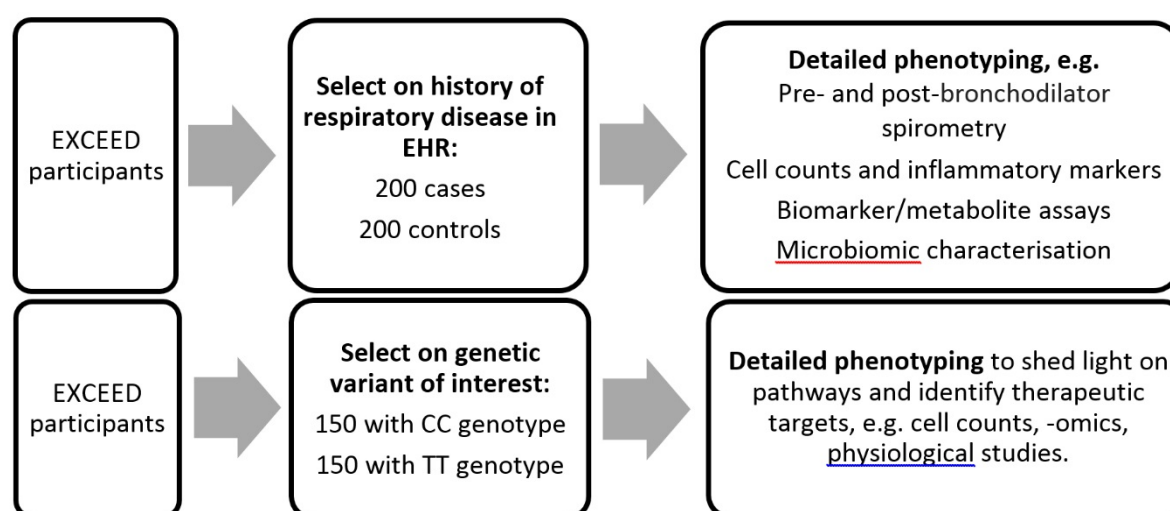 EXCEED
participants
Select on history of
respiratory disease in
EHR:
200 cases
200 controls
Detailed phenotyping, e.g.
Pre- and post-bronchodilator
spirometry
Cell counts and inflammatory markers
Biomarker/metabolite assays
Microbiomic characterisation
EXCEED
participants
Select on genetic
variant of interest:
150 with CC genotype
150 with TT genotype
Detailed phenotyping to shed light on
pathways and identify therapeutic
targets, e.g. cell counts, -omics,
physiological studies.